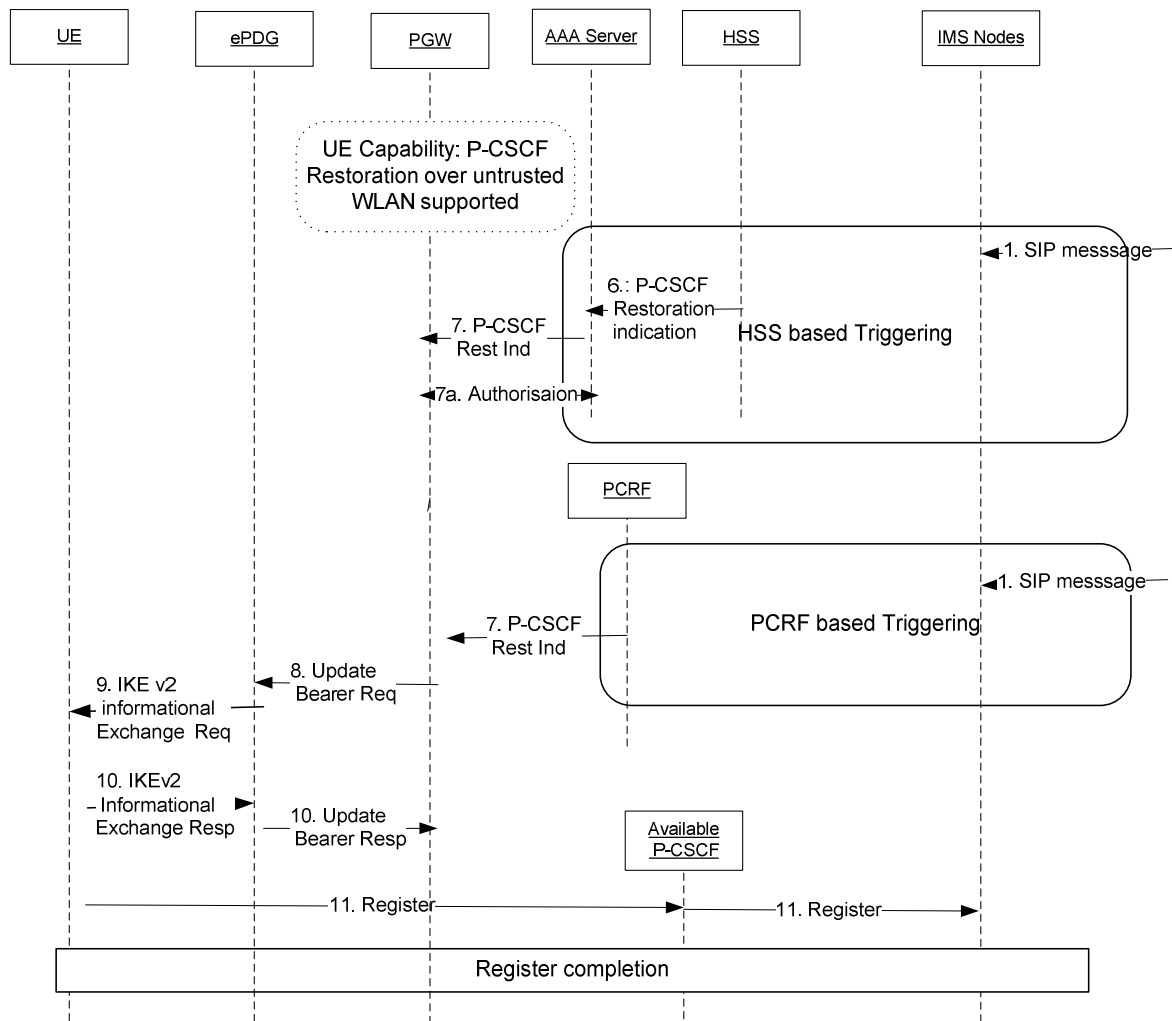 UE
ePDG
PGW
AAA Server
HSS
IMS Nodes
UE Capability: P-CSCF
Restoration over untrusted
WLAN supported
1. SIP messsage
6.: P-CSCF
Restoration
indication
7. P-CSCF
Rest Ind
HSS based Triggering
7a. Authorisaion
PCRF
1. SIP messsage
7. P-CSCF
Rest Ind
PCRF based Triggering
8. Update
Bearer Req
9. IKE v2
informational
Exchange Req
10. IKEv2
Informational
Exchange Resp
10. Update
Bearer Resp
Available
P-CSCF
11. Register
11. Register
Register completion